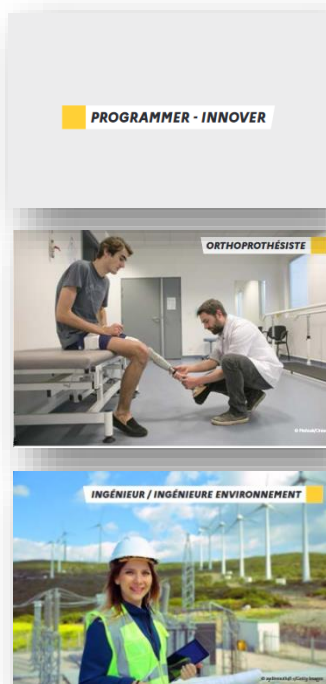 PROGRAMMER - INNOVER
ORTHOPROTHÉSISTE
INGÉNIEUR / INGÉNIEURE ENVIRONNEMENT